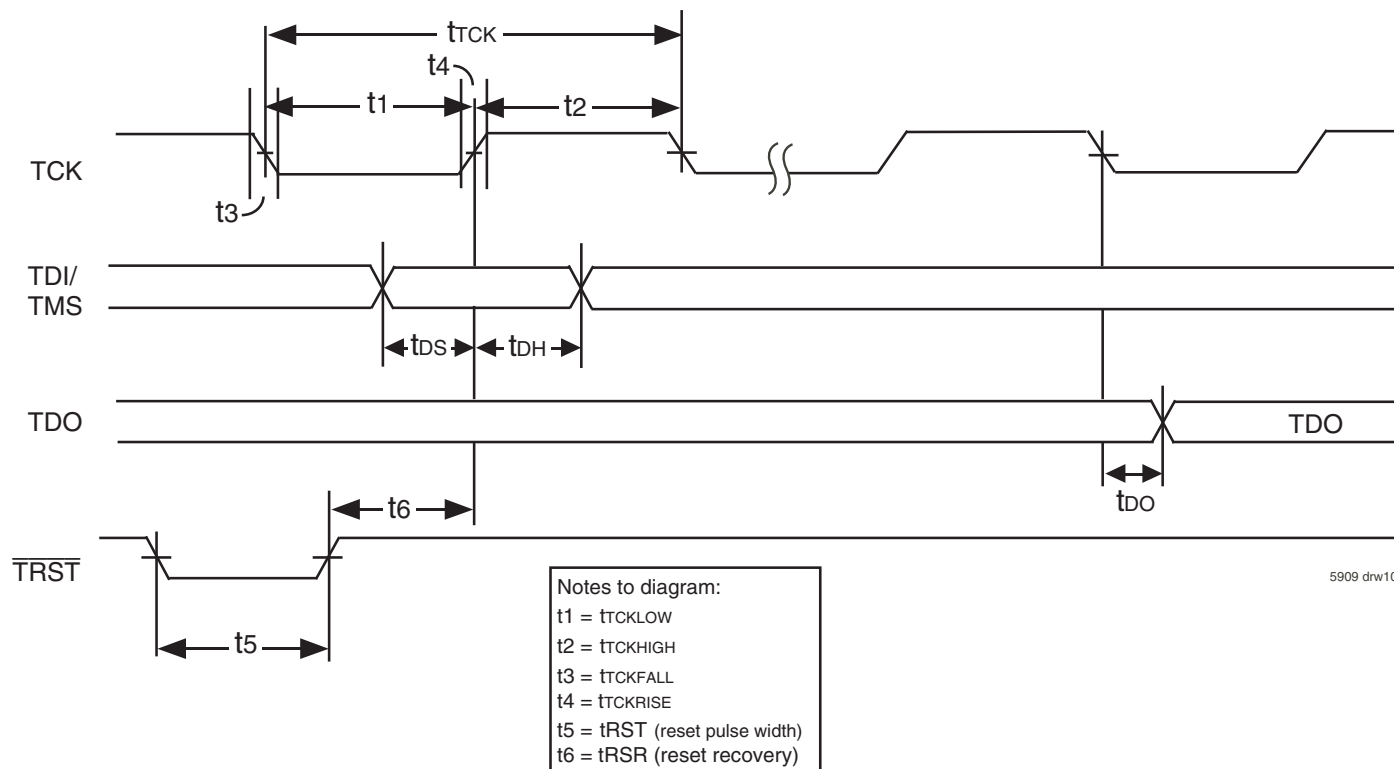 tTCK
t4
t1
t2
TCK
t3
TDI/
TMS
tDS
tDH
TDO
TDO
tDO
t6
TRST
t5
5909 drw10
Notes to diagram:
t1 = tTCKLOW
t2 = tTCKHIGH
t3 = tTCKFALL
t4 = tTCKRISE
t5 = tRST (reset pulse width)
t6 = tRSR (reset recovery)